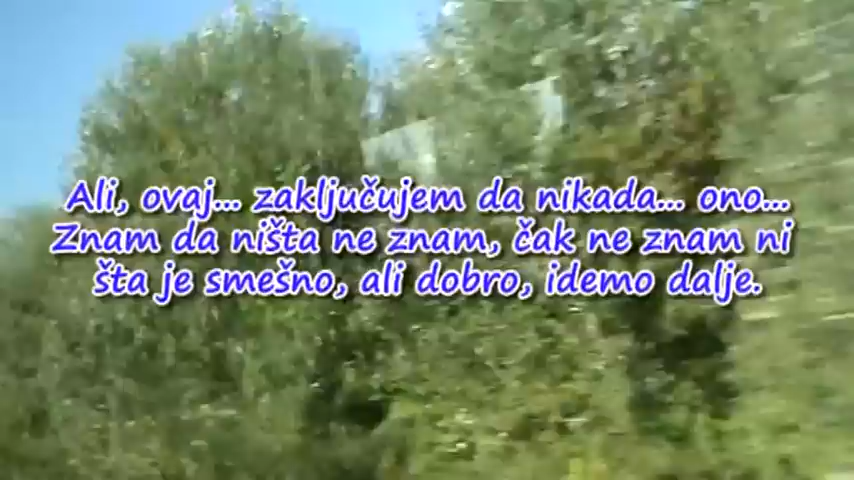 Ali, ovaj... zaključujem da nikada... ono...
Znam da ništa ne znam, čak ne znam ni
šta je smešno, ali dobro, idemo dalje.